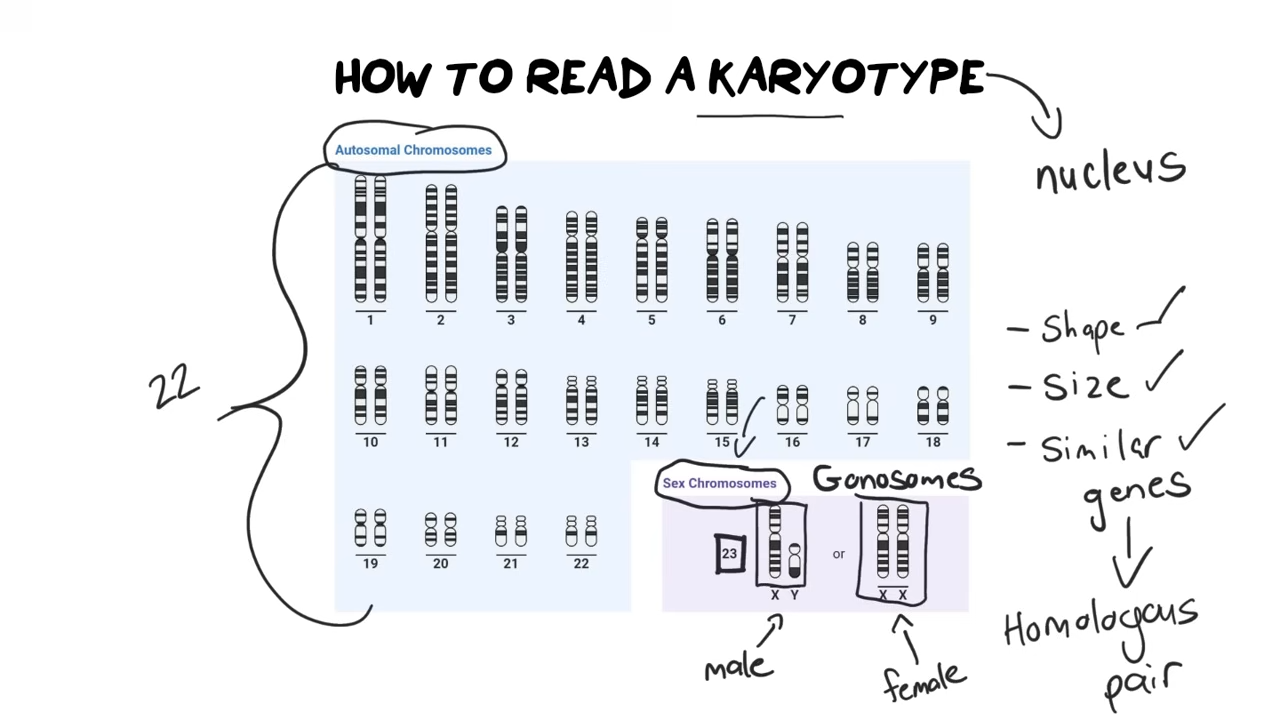 HOW TO READ A KARYOTYPE
nucleus
Autosomal Chromosomes
1 2 3 4 5 6 7 8 9
22
10 11 12 13 14 15 16 17 18
- Shape
- Size
- Similar
genes
Homologous
pair
Sex Chromosomes
Gonosomes
19 20 21 22
23 or
X Y X X
male
female